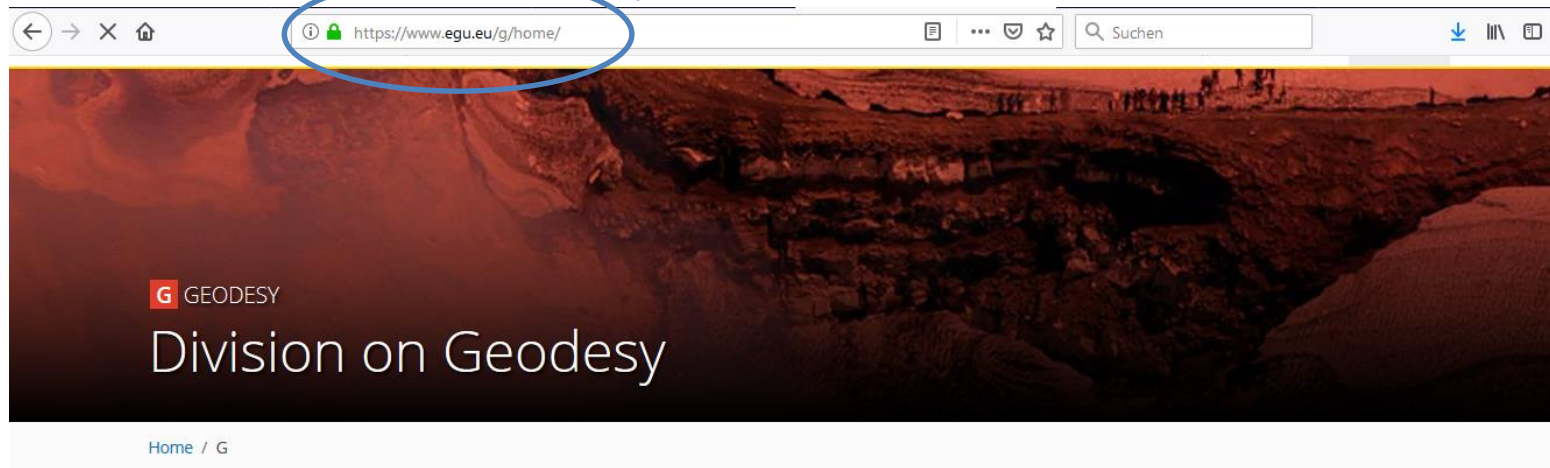 https://www.egu.eu/g/home/
Suchen
G GEODESY
Division on Geodesy
Home / G